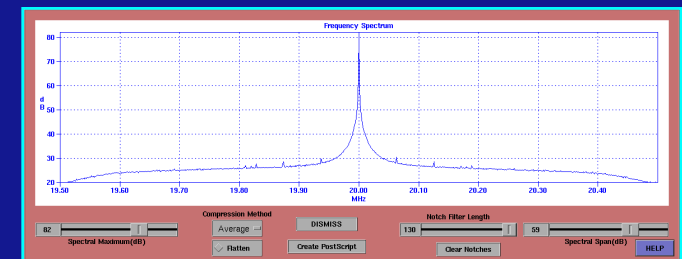 Frequency Spectrum
80
70
60
dB
50
40
30
20
19.50 19.60 19.70 19.80 19.90 20.00 20.10 20.20 20.30 20.40
MHz
82
Spectral Maximum(dB)
Compression Method
Average
Flatten
DISMISS
Create PostScript
Notch Filter Length
130
Clear Notches
59
Spectral Span(dB)
HELP